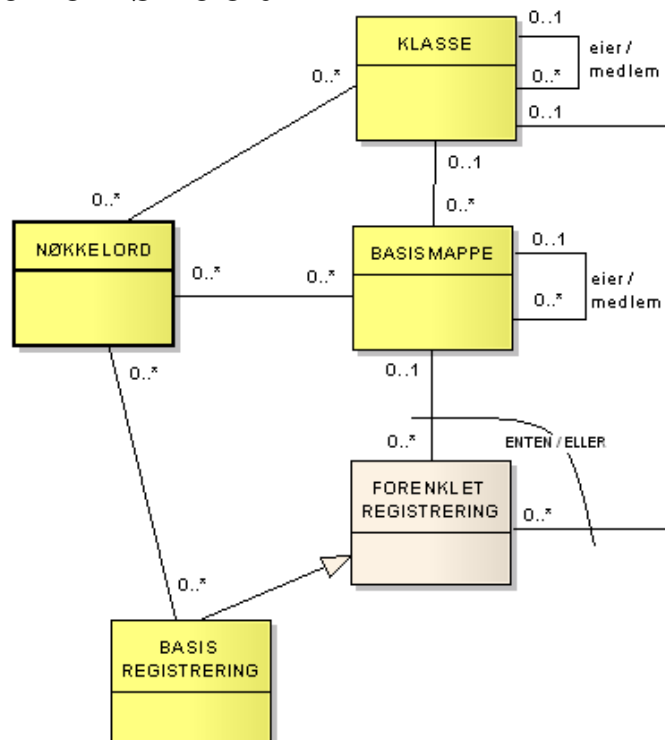 0..1
KLASSE
eier /
medlem
0..*
0..*
0..1
0..1
0..*
0..*
NØKKELORD
BASISMAPPE
0..1
0..*
0..*
eier /
medlem
0..*
0..*
0..1
0..*
ENTEN / ELLER
FORENKLET
REGISTRERING
0..*
0..*
BASIS
REGISTRERING